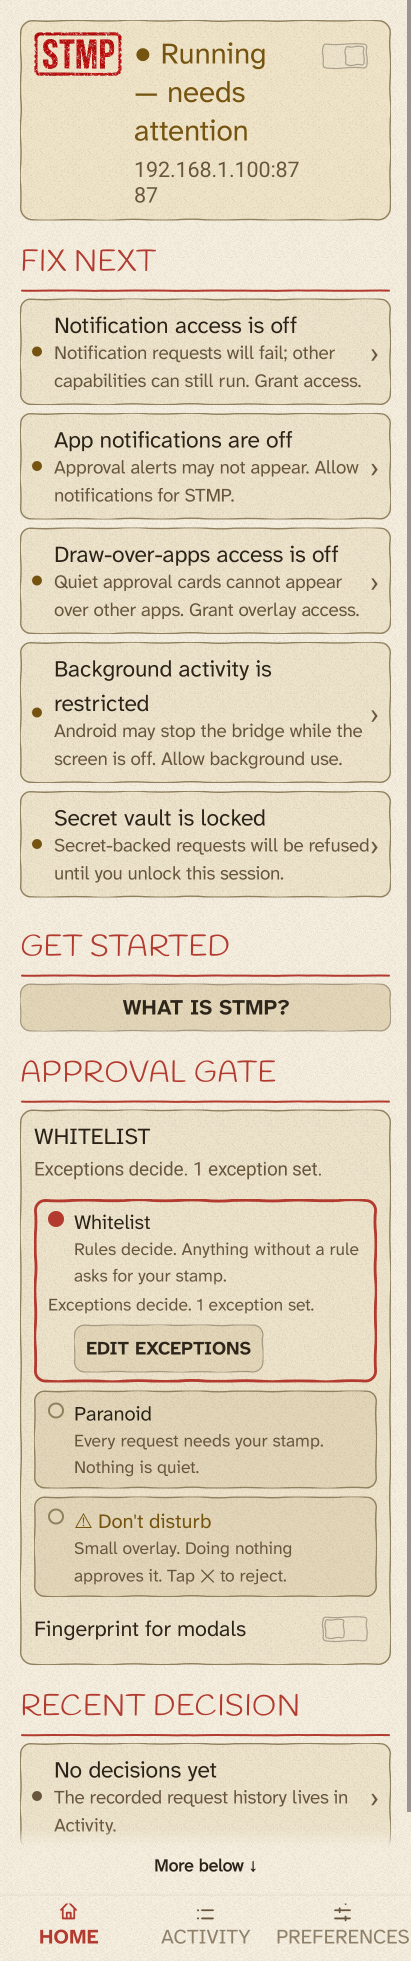 STMP
● Running
— needs
attention
192.168.1.100:87
87
FIX NEXT
Notification access is off
Notification requests will fail; other
capabilities can still run. Grant access.
App notifications are off
Approval alerts may not appear. Allow
notifications for STMP.
Draw-over-apps access is off
Quiet approval cards cannot appear
over other apps. Grant overlay access.
Background activity is
restricted
Android may stop the bridge while the
screen is off. Allow background use.
Secret vault is locked
Secret-backed requests will be refused
until you unlock this session.
GET STARTED
WHAT IS STMP?
APPROVAL GATE
WHITELIST
Exceptions decide. 1 exception set.
Whitelist
Rules decide. Anything without a rule
asks for your stamp.
Exceptions decide. 1 exception set.
EDIT EXCEPTIONS
Paranoid
Every request needs your stamp.
Nothing is quiet.
⚠ Don't disturb
Small overlay. Doing nothing
approves it. Tap ✕ to reject.
Fingerprint for modals
RECENT DECISION
No decisions yet
The recorded request history lives in
Activity.
More below ↓
HOME
ACTIVITY
PREFERENCES